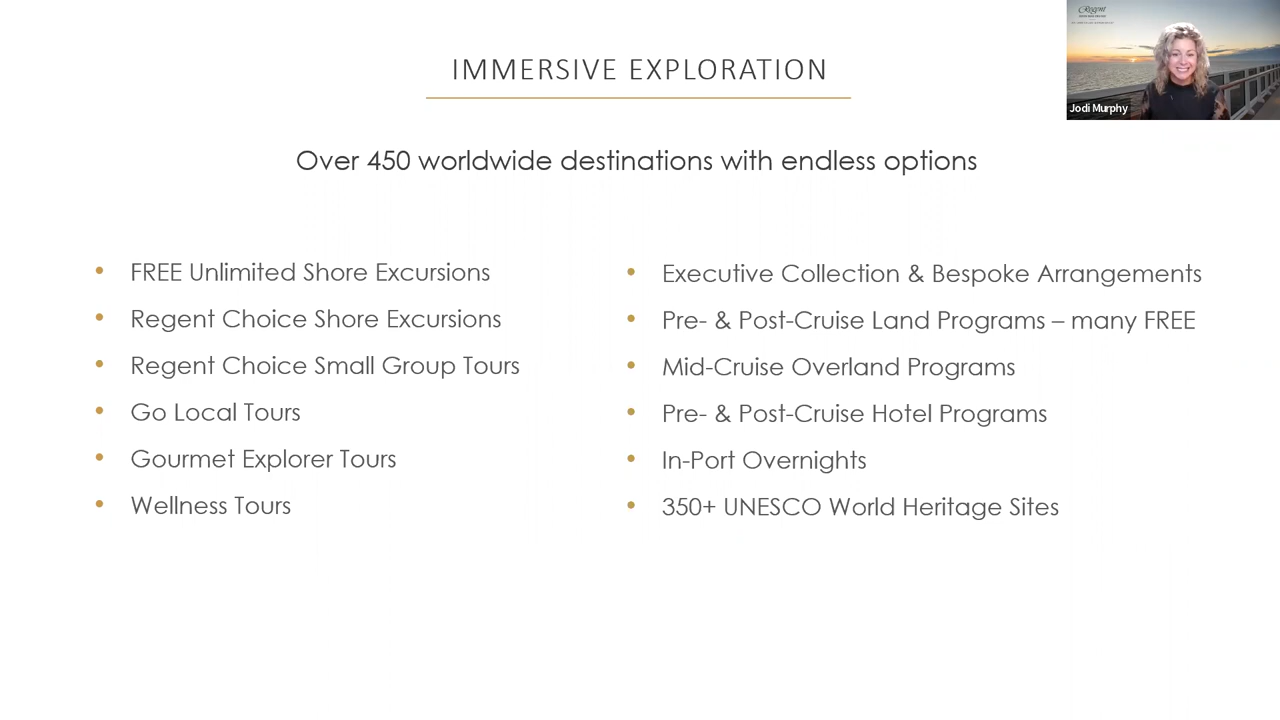 IMMERSIVE EXPLORATION
Regent
Jodi Murphy
Over 450 worldwide destinations with endless options
• FREE Unlimited Shore Excursions
• Regent Choice Shore Excursions
• Regent Choice Small Group Tours
• Go Local Tours
• Gourmet Explorer Tours
• Wellness Tours
• Executive Collection & Bespoke Arrangements
• Pre- & Post-Cruise Land Programs – many FREE
• Mid-Cruise Overland Programs
• Pre- & Post-Cruise Hotel Programs
• In-Port Overnights
• 350+ UNESCO World Heritage Sites